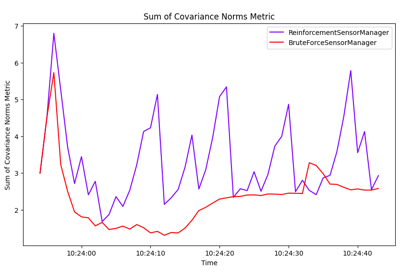 Sum of Covariance Norms Metric
ReinforcementSensorManager
BruteForceSensorManager
Sum of Covariance Norms Metric
7
6
5
4
3
2
10:24:00
10:24:10
10:24:20
10:24:30
10:24:40
Time